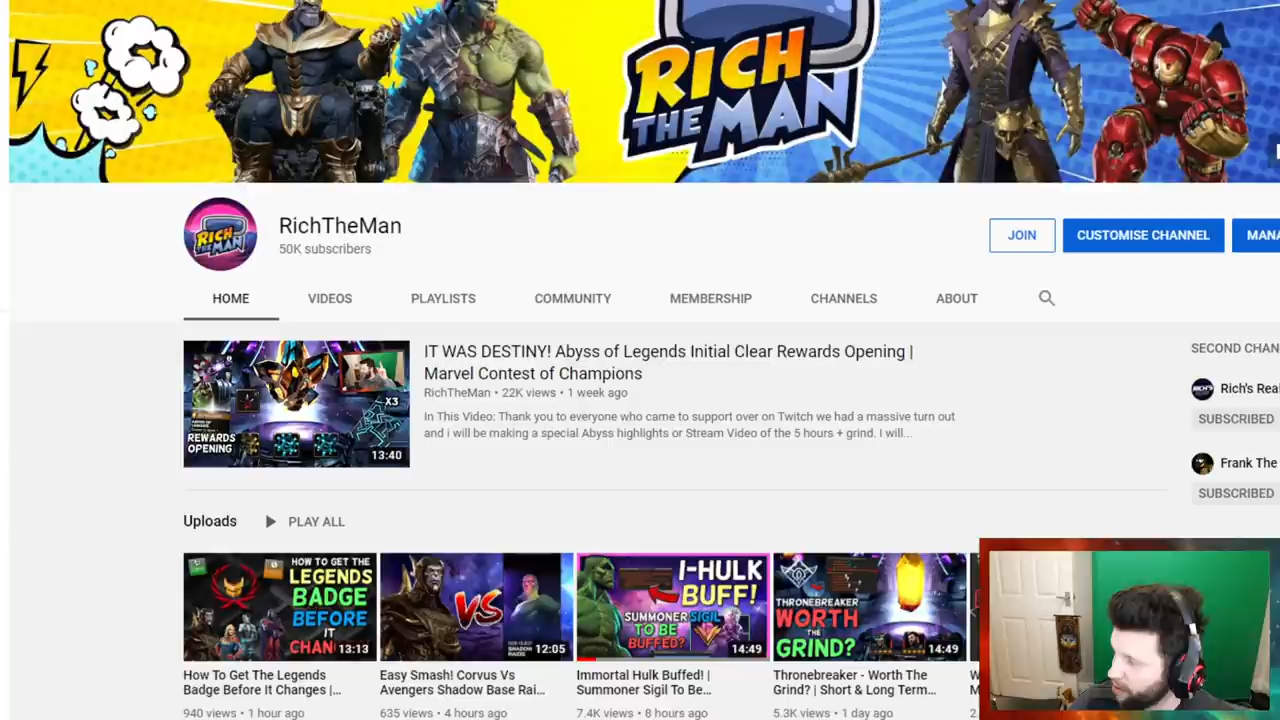 RICH
THE MAN
RICH
THE MAN
RichTheMan
50K subscribers
JOIN
CUSTOMISE CHANNEL
MANA
HOME
VIDEOS
PLAYLISTS
COMMUNITY
MEMBERSHIP
CHANNELS
ABOUT
X3
REWARDS
OPENING
13:40
IT WAS DESTINY! Abyss of Legends Initial Clear Rewards Opening |
Marvel Contest of Champions
RichTheMan • 22K views • 1 week ago
In This Video: Thank you to everyone who came to support over on Twitch we had a massive turn out
and i will be making a special Abyss highlights or Stream Video of the 5 hours + grind. I will...
SECOND CHAN
Rich's Real
SUBSCRIBED
Frank The
SUBSCRIBED
Uploads
PLAY ALL
HOW TO GET THE
LEGENDS
BADGE
BEFORE
IT
CHAN
13:13
VS
12:05
I-HULK
BUFF!
SUMMONER SIGIL
TO BE
BUFFED?
14:49
THRONEBREAKER
WORTH
THE
GRIND?
14:49
How To Get The Legends
Badge Before It Changes |...
940 views • 1 hour ago
Easy Smash! Corvus Vs
Avengers Shadow Base Rai...
635 views • 4 hours ago
Immortal Hulk Buffed! |
Summoner Sigil To Be...
7.4K views • 8 hours ago
Thronebreaker - Worth The
Grind? | Short & Long Term...
5.3K views • 1 day ago